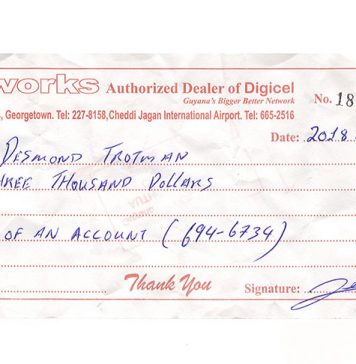 works Authorized Dealer of Digicel
Guyana's Bigger Better Network
No. 18
, Georgetown. Tel: 227-8158, Cheddi Jagan International Airport. Tel: 665-2516
Date: 2018
DESMOND TROTMAN
THOUSAND DOLLARS
OF AN ACCOUNT (694-6734)
Thank You Signature: